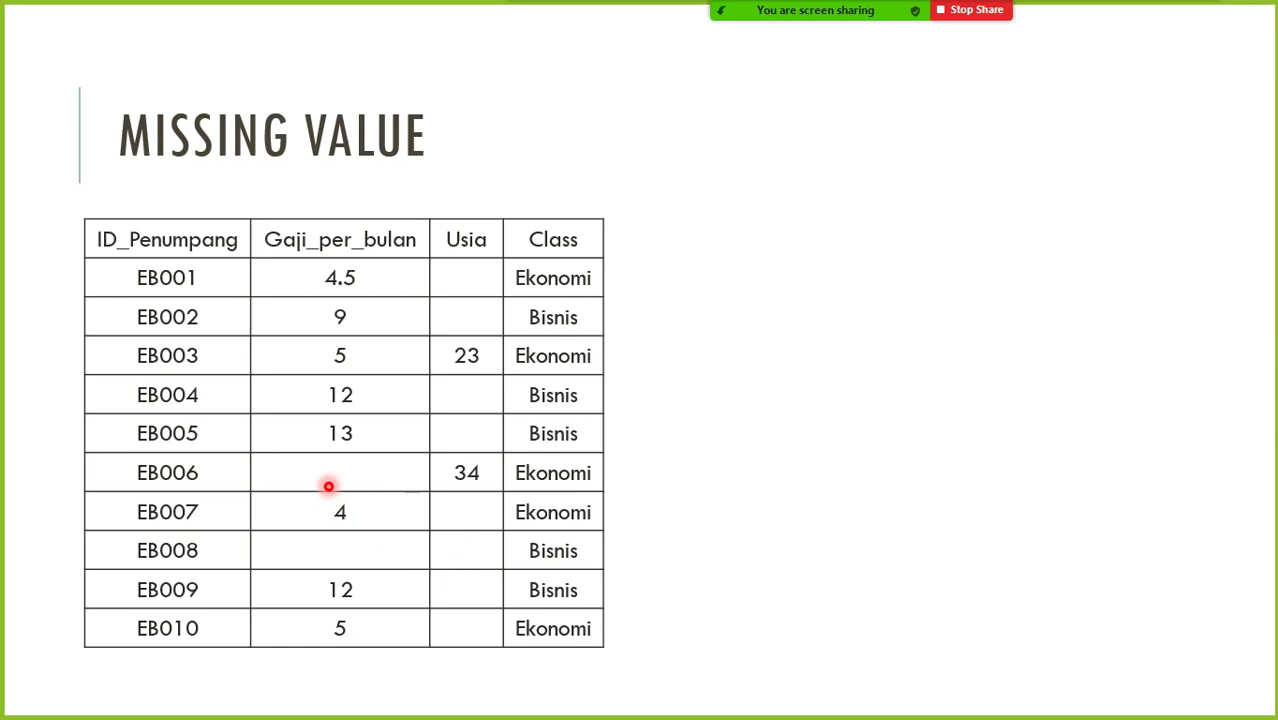 You are screen sharing Stop Share
MISSING VALUE
ID_Penumpang Gaji_per_bulan Usia Class
EB001 4.5 Ekonomi
EB002 9 Bisnis
EB003 5 23 Ekonomi
EB004 12 Bisnis
EB005 13 Bisnis
EB006 34 Ekonomi
EB007 4 Ekonomi
EB008 Bisnis
EB009 12 Bisnis
EB010 5 Ekonomi